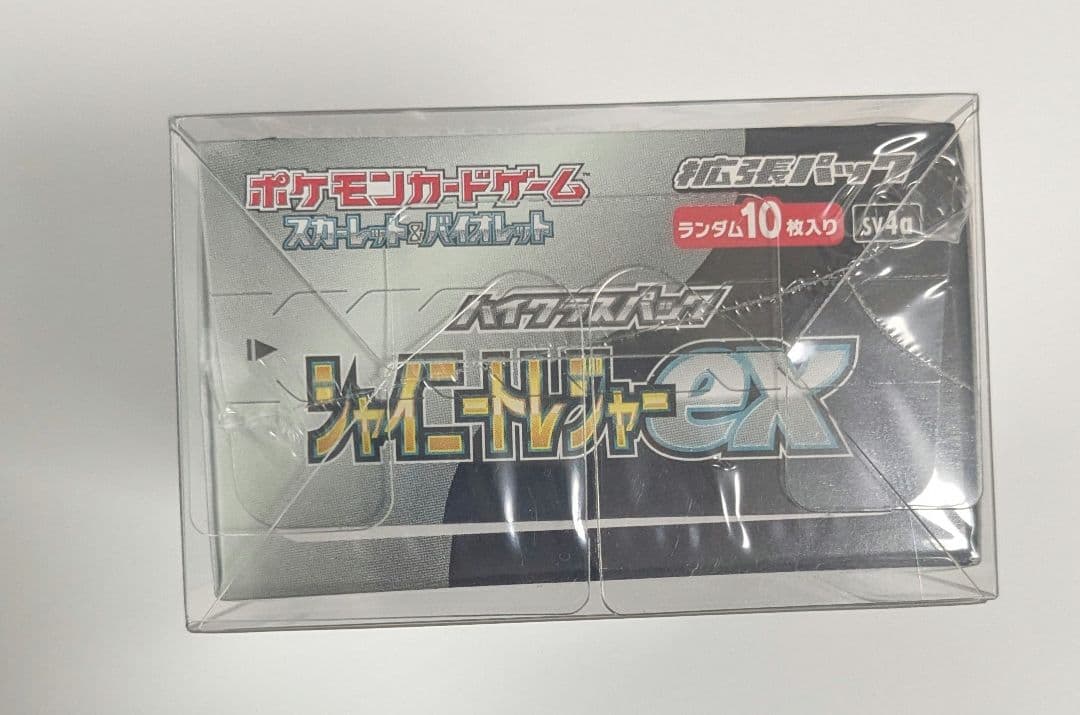 ポケモンカードゲーム™
スカーレット&バイオレット
拡張パック
ランダム10枚入り sv4a
ハイクラスパック
シャイニートレジャーex